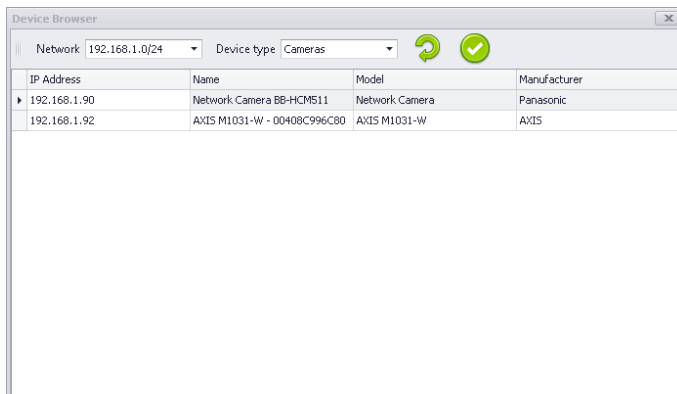 Device Browser
Network 192.168.1.0/24 Device type Cameras
IP Address Name Model Manufacturer
192.168.1.90 Network Camera BB-HCM511 Network Camera Panasonic
192.168.1.92 AXIS M1031-W - 00408C996C80 AXIS M1031-W AXIS